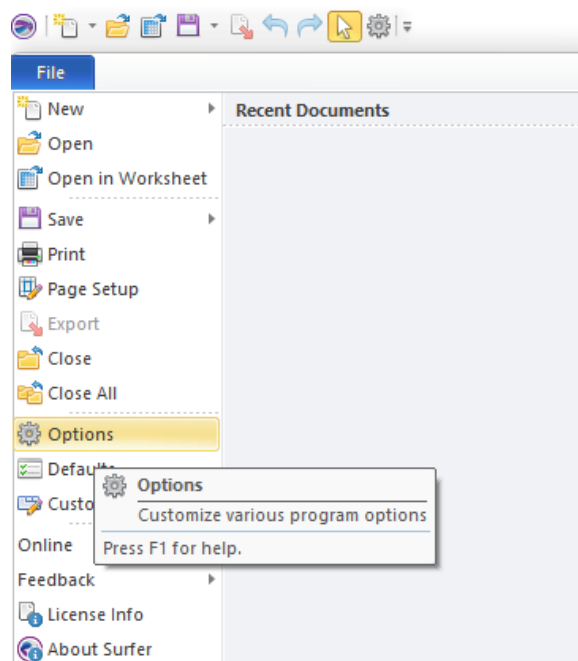 File
New
Recent Documents
Open
Open in Worksheet
Save
Print
Page Setup
Export
Close
Close All
Options
Options
Customize various program options
Press F1 for help.
Online
Feedback
License Info
About Surfer